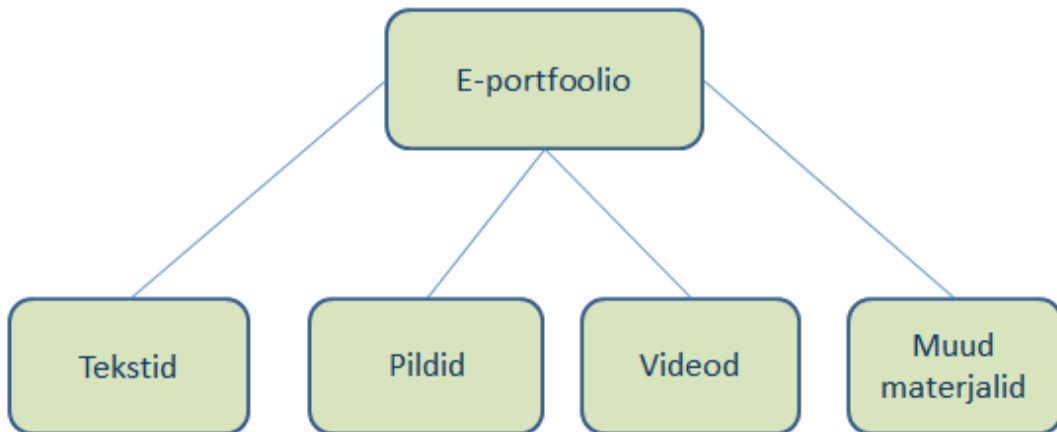 E-portfoolio
Tekstid
Pildid
Videod
Muud
materjalid